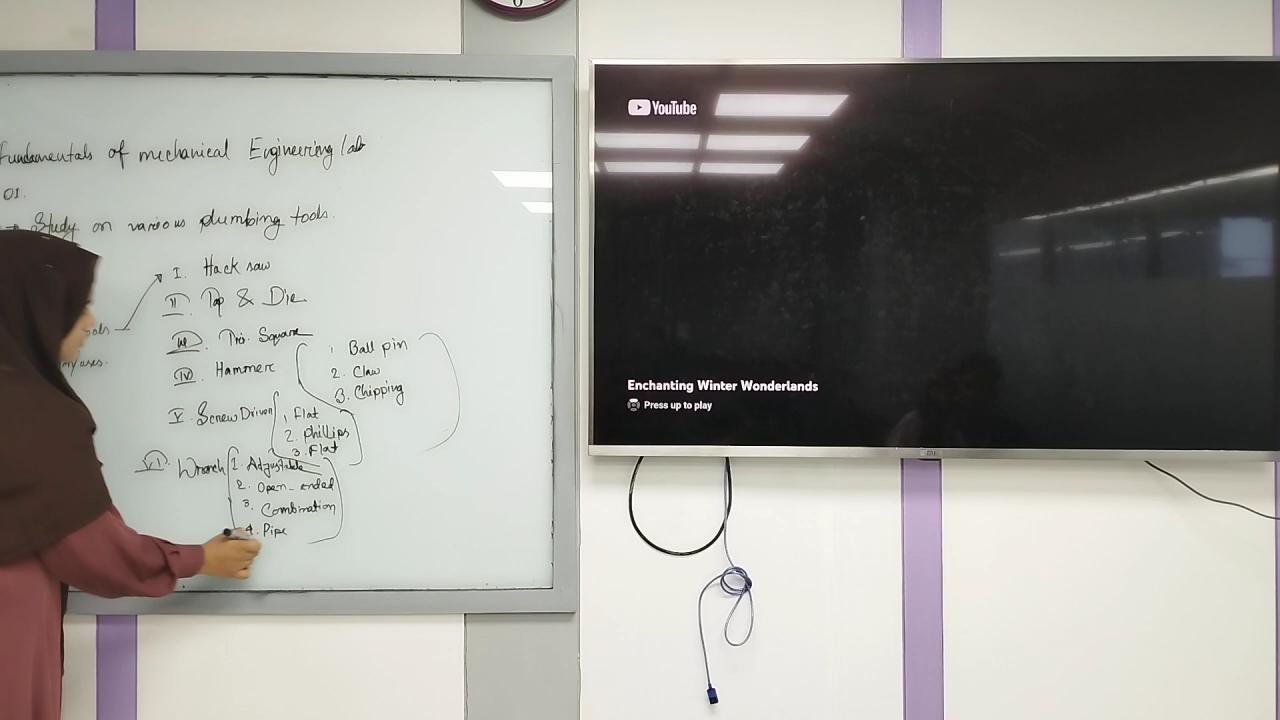 Fundamentals of mechanical Engineering lab
01.
→ Study on various plumbing tools.
I. Hack saw
II. Tap & Die
III. Tri. Square
IV. Hammer
1. Ball pin
2. Claw
3. Chipping
V. Screw Driver
1. Flat
2. phillips
3. Flat
VI. Wrench
1. Adjustable
2. Open-ended
3. Combination
4. Pipe
YouTube
Enchanting Winter Wonderlands
Press up to play
mi